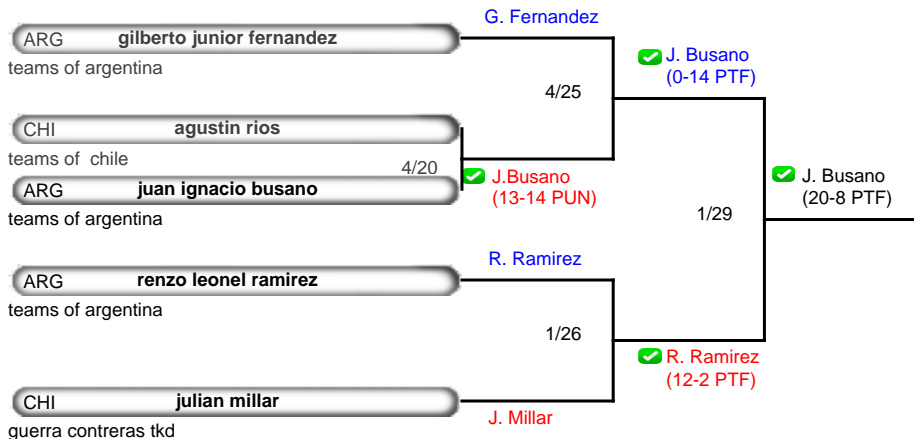 G. Fernandez
ARG gilberto junior fernandez
teams of argentina
J. Busano
(0-14 PTF)
4/25
CHI agustin rios
teams of chile
4/20
J.Busano
(13-14 PUN)
ARG juan ignacio busano
teams of argentina
J. Busano
(20-8 PTF)
1/29
R. Ramirez
ARG renzo leonel ramirez
teams of argentina
1/26
R. Ramirez
(12-2 PTF)
CHI julian millar
J. Millar
guerra contreras tkd